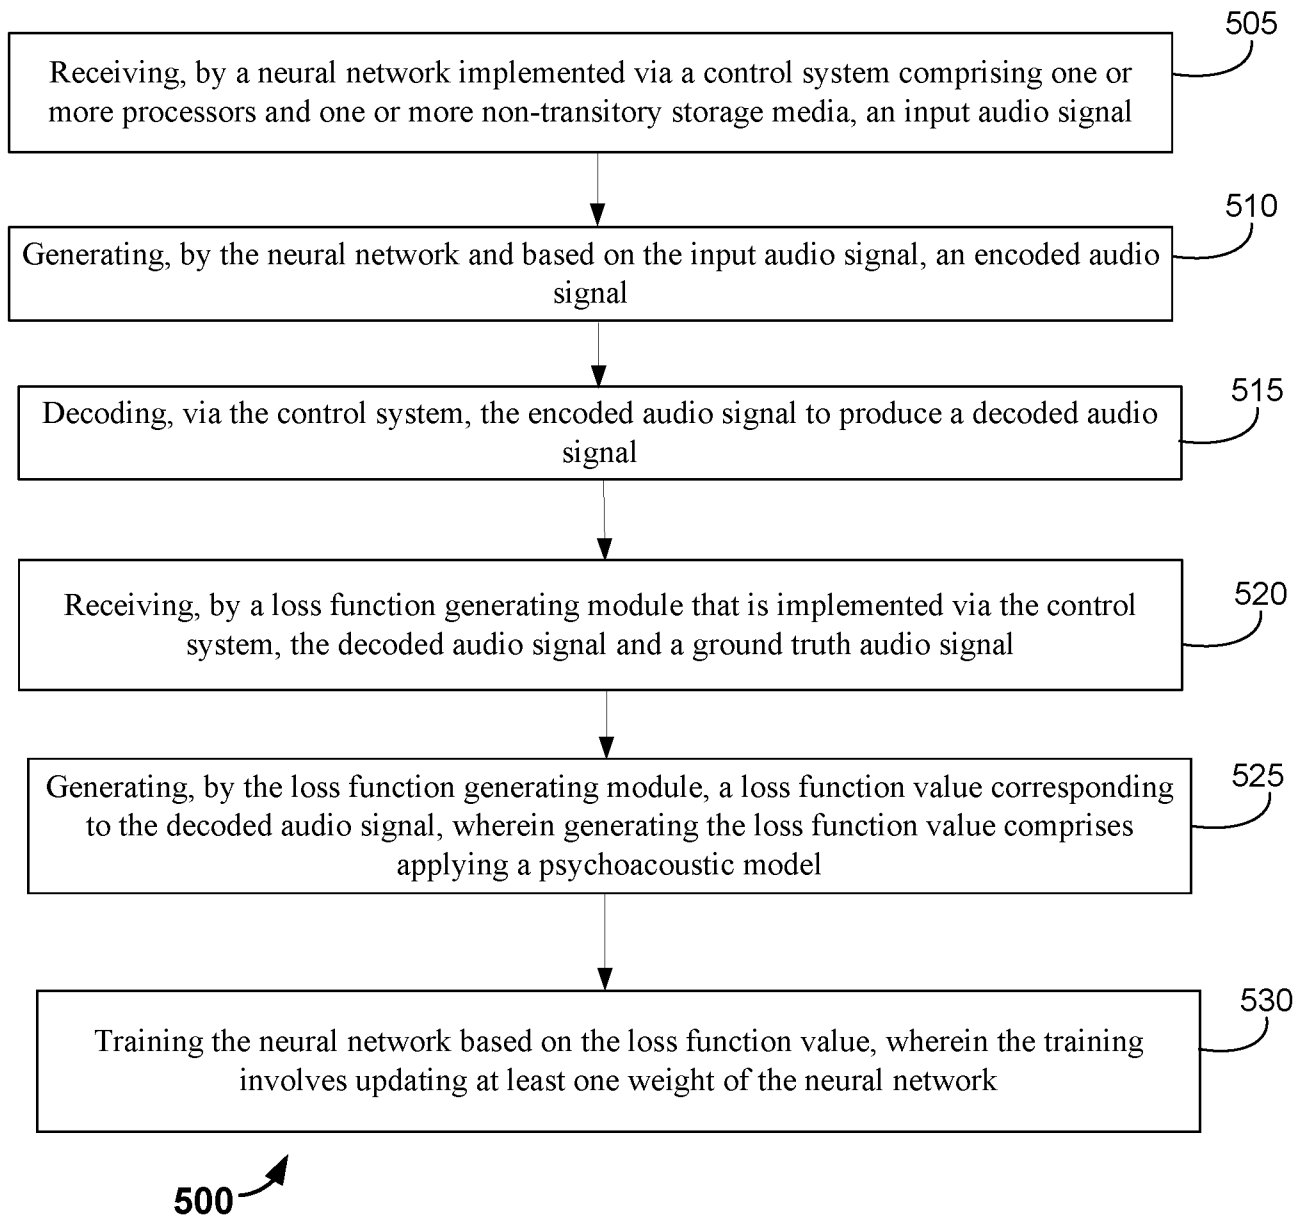 505
Receiving, by a neural network implemented via a control system comprising one or
more processors and one or more non-transitory storage media, an input audio signal
510
Generating, by the neural network and based on the input audio signal, an encoded audio
signal
515
Decoding, via the control system, the encoded audio signal to produce a decoded audio
signal
520
Receiving, by a loss function generating module that is implemented via the control
system, the decoded audio signal and a ground truth audio signal
525
Generating, by the loss function generating module, a loss function value corresponding
to the decoded audio signal, wherein generating the loss function value comprises
applying a psychoacoustic model
530
Training the neural network based on the loss function value, wherein the training
involves updating at least one weight of the neural network
500